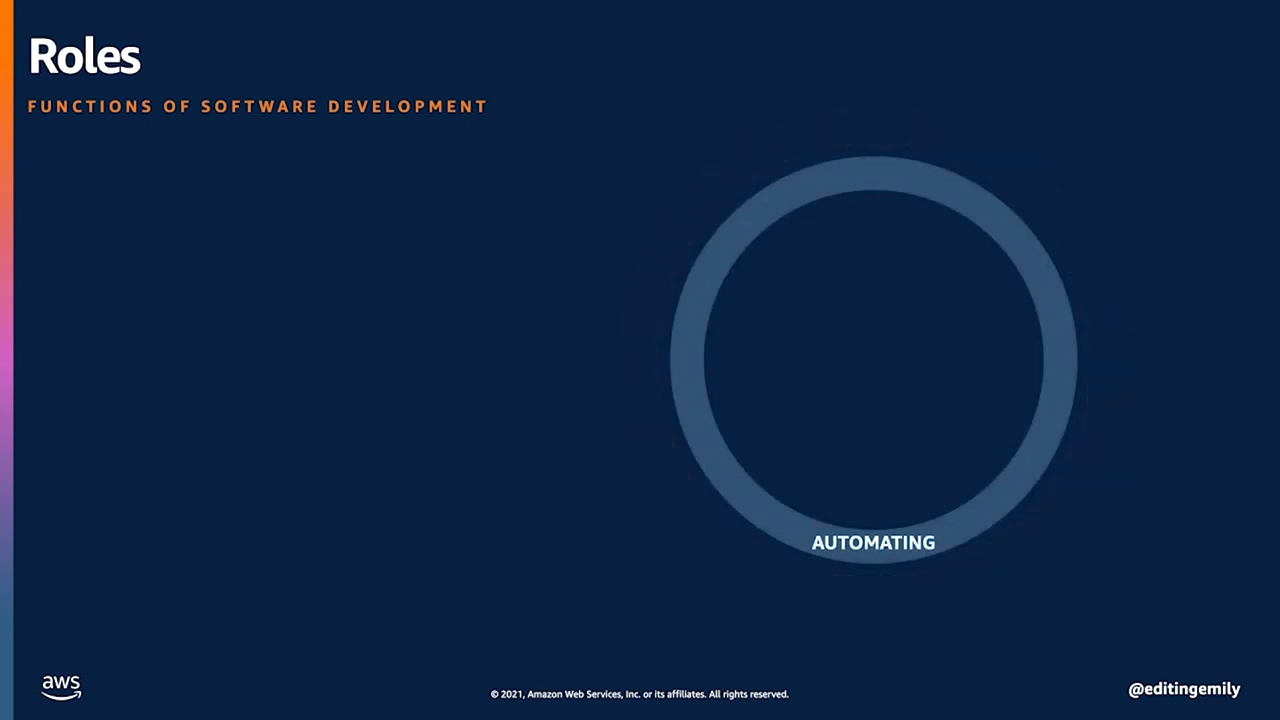 Roles
FUNCTIONS OF SOFTWARE DEVELOPMENT
AUTOMATING
aws
© 2021, Amazon Web Services, Inc. or its affiliates. All rights reserved.
@editingemily